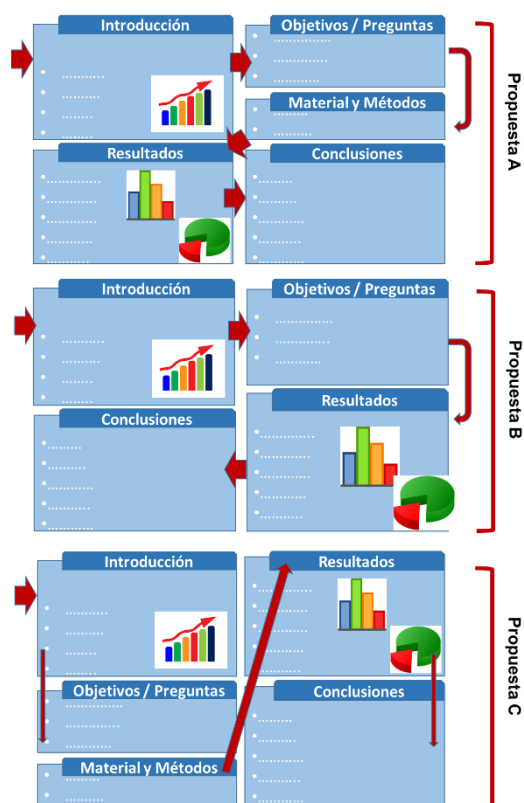 Introducción
Objetivos / Preguntas
Material y Métodos
Resultados
Conclusiones
Propuesta A
Introducción
Objetivos / Preguntas
Resultados
Conclusiones
Propuesta B
Introducción
Objetivos / Preguntas
Material y Métodos
Resultados
Conclusiones
Propuesta C